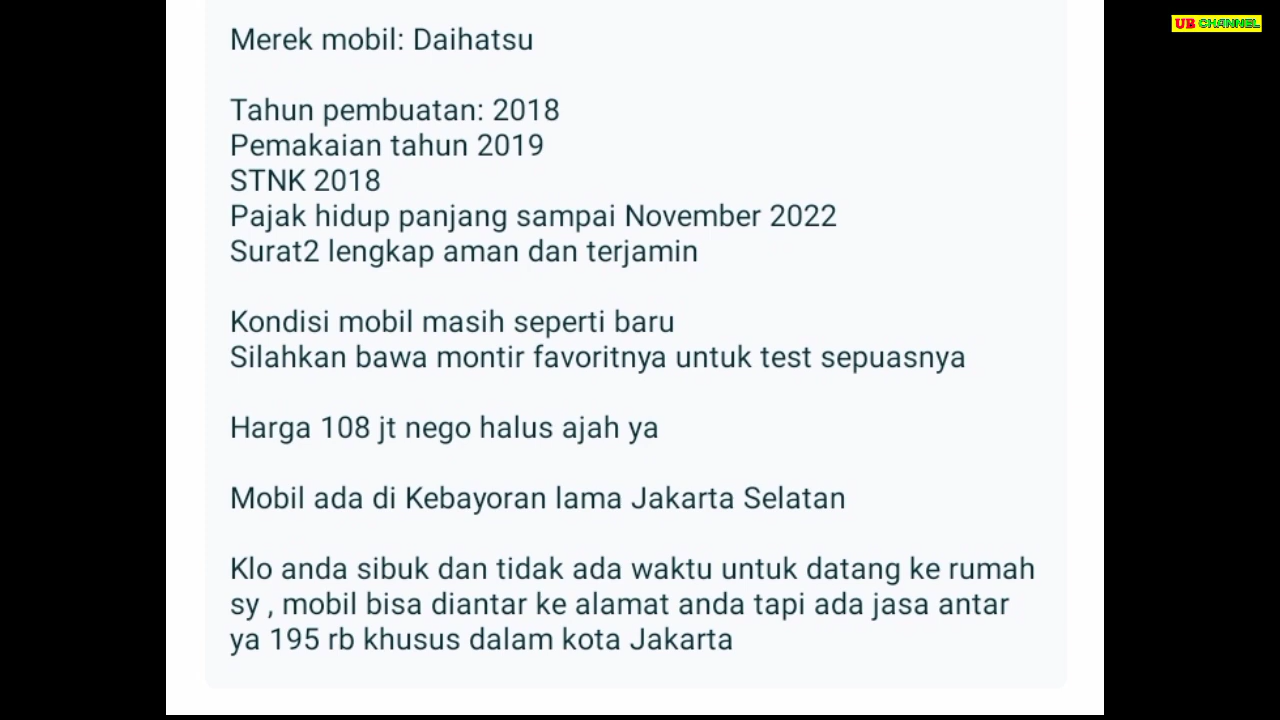 UB CHANNEL
Merek mobil: Daihatsu
Tahun pembuatan: 2018
Pemakaian tahun 2019
STNK 2018
Pajak hidup panjang sampai November 2022
Surat2 lengkap aman dan terjamin
Kondisi mobil masih seperti baru
Silahkan bawa montir favoritnya untuk test sepuasnya
Harga 108 jt nego halus ajah ya
Mobil ada di Kebayoran lama Jakarta Selatan
Klo anda sibuk dan tidak ada waktu untuk datang ke rumah
sy , mobil bisa diantar ke alamat anda tapi ada jasa antar
ya 195 rb khusus dalam kota Jakarta